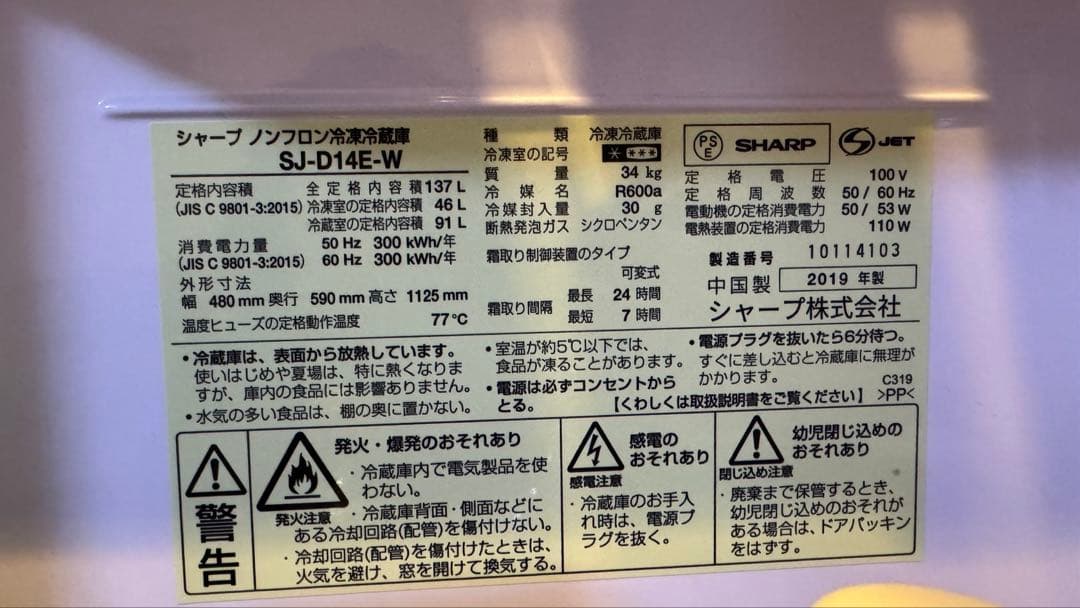 シャープ ノンフロン冷凍冷蔵庫
SJ-D14E-W
定格内容積 全定格内容積 137 L
(JIS C 9801-3:2015) 冷凍室の定格内容積 46 L
冷蔵室の定格内容積 91 L
消費電力量 50 Hz 300 kWh/年
(JIS C 9801-3:2015) 60 Hz 300 kWh/年
外形寸法
幅 480 mm 奥行 590 mm 高さ 1125 mm
温度ヒューズの定格動作温度 77℃
種類 冷凍冷蔵庫
冷凍室の記号 * ***
質量 34 kg
冷媒名 R600a
冷媒封入量 30 g
断熱発泡ガス シクロペンタン
霜取り制御装置のタイプ
可変式
霜取り間隔 最長 24 時間
最短 7 時間
PS E SHARP JET
定格電圧 100 V
定格周波数 50 / 60 Hz
電動機の定格消費電力 50 / 53 W
電熱装置の定格消費電力 110 W
製造番号 10114103
中国製 2019 年製
シャープ株式会社
・冷蔵庫は、表面から放熱しています。
使いはじめや夏場は、特に熱くなりま
すが、庫内の食品には影響ありません。
・水気の多い食品は、棚の奥に置かない。
・室温が約5℃以下では、
食品が凍ることがあります。
・電源は必ずコンセントから
とる。
・電源プラグを抜いたら6分待つ。
すぐに差し込むと冷蔵庫に無理が
かかります。
C319
【くわしくは取扱説明書をご覧ください】 >PP<
警告
発火・爆発のおそれあり
発火注意
・冷蔵庫内で電気製品を使
わない。
・冷蔵庫背面・側面などに
ある冷却回路(配管)を傷付けない。
・冷却回路(配管)を傷付けたときは、
火気を避け、窓を開けて換気する。
感電の
おそれあり
感電注意
・冷蔵庫のお手入
れ時は、電源プ
ラグを抜く。
幼児閉じ込めの
おそれあり
閉じ込め注意
・廃棄まで保管するとき、
幼児閉じ込めのおそれが
ある場合は、ドアパッキン
をはずす。